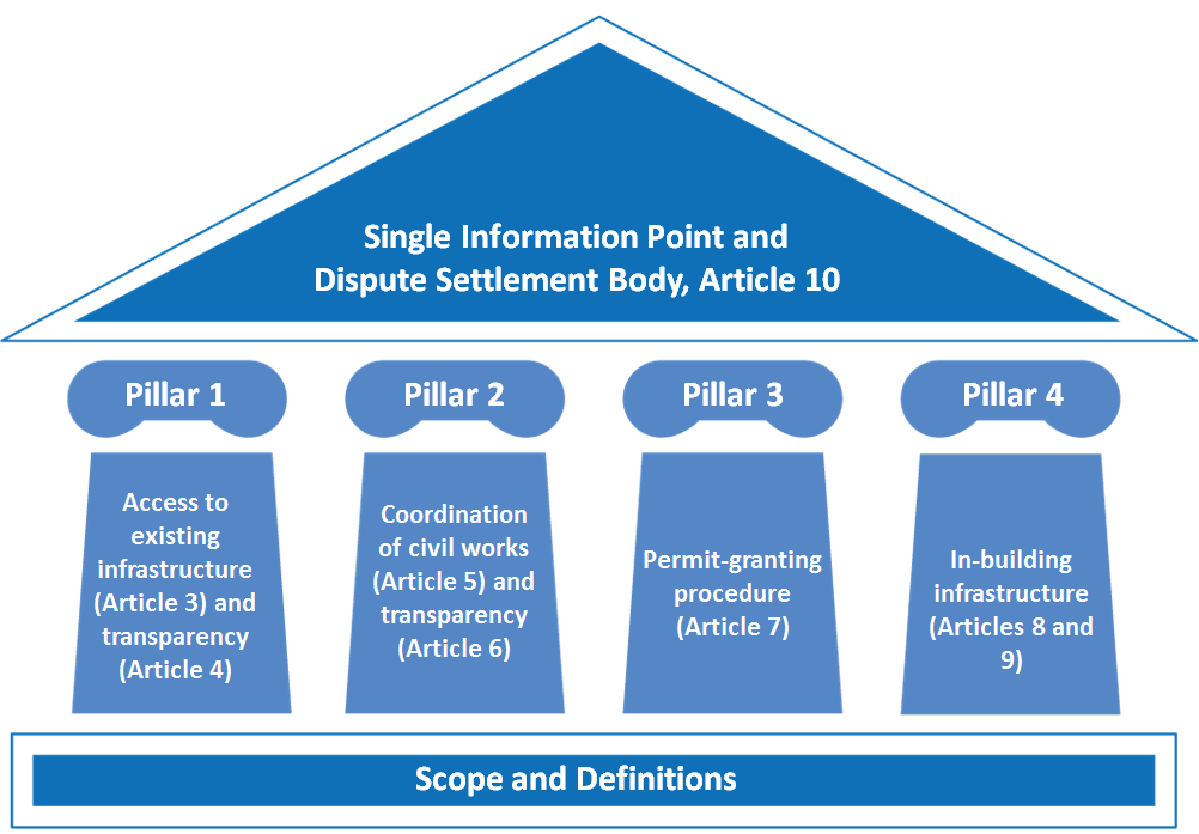 Single Information Point and
Dispute Settlement Body, Article 10
Pillar 1
Pillar 2
Pillar 3
Pillar 4
Access to
existing
infrastructure
(Article 3) and
transparency
(Article 4)
Coordination
of civil works
(Article 5) and
transparency
(Article 6)
Permit-granting
procedure
(Article 7)
In-building
infrastructure
(Articles 8 and
9)
Scope and Definitions